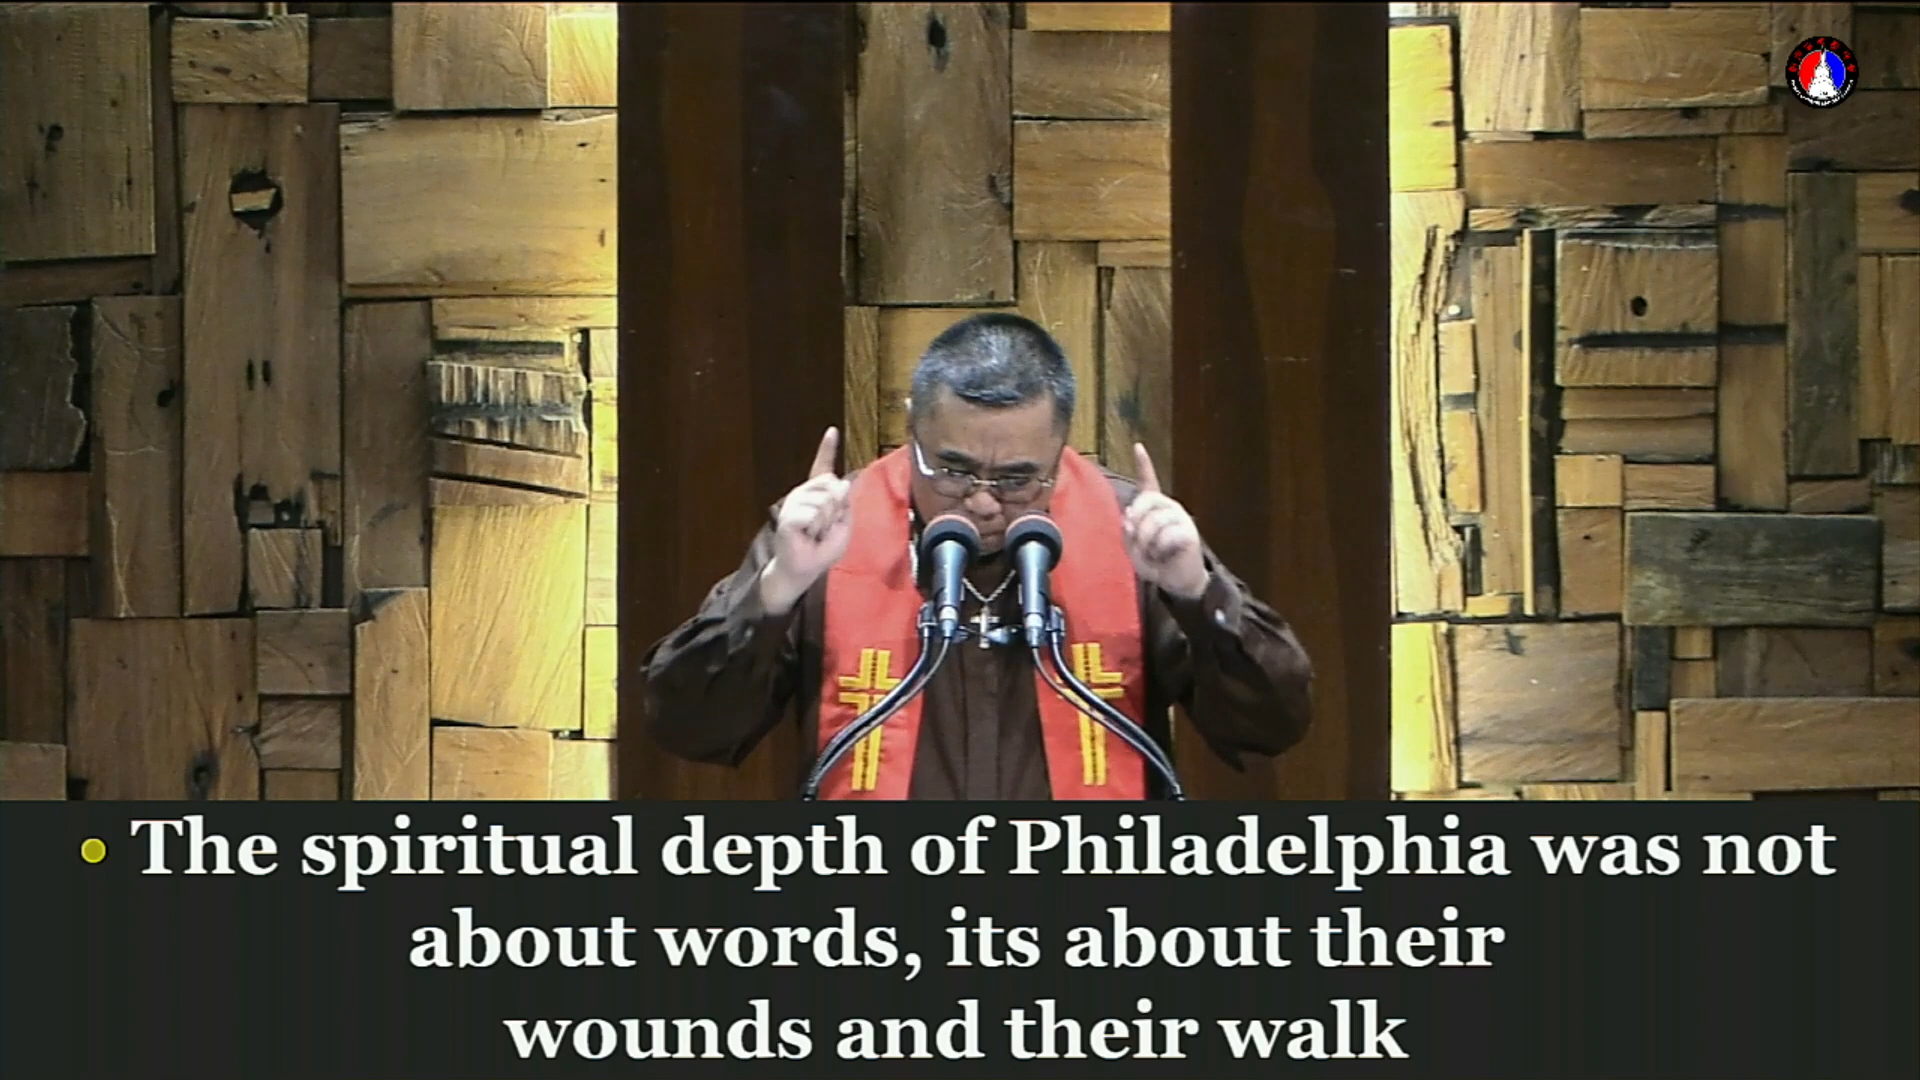 The spiritual depth of Philadelphia was not
about words, its about their
wounds and their walk